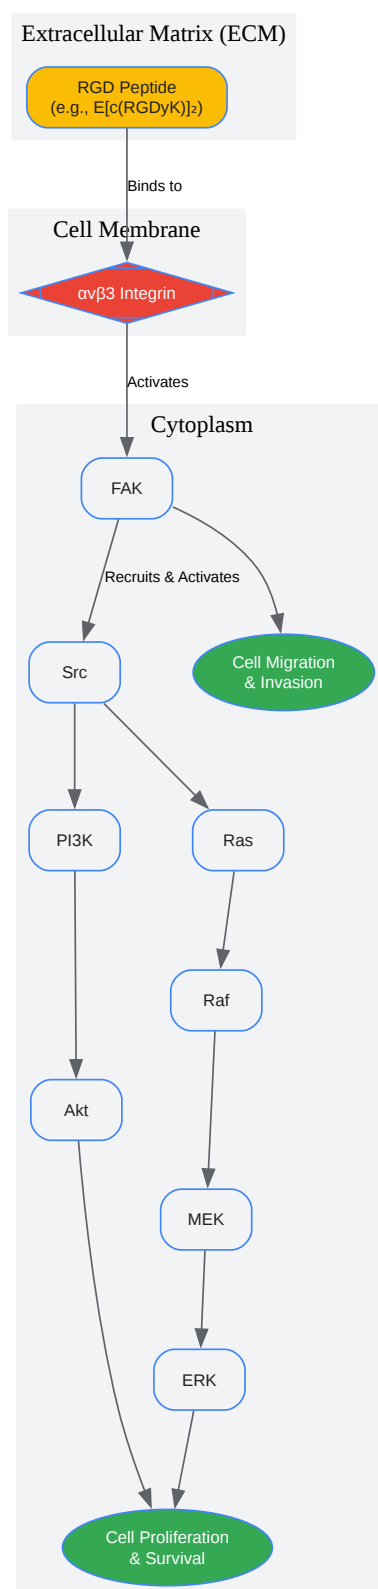 Extracellular Matrix (ECM)
RGD Peptide
(e.g., E[c(RGDyK)]₂)
Binds to
Cell Membrane
αvβ3 Integrin
Activates
Cytoplasm
FAK
Recruits & Activates
Src
Cell Migration
& Invasion
PI3K
Ras
Raf
Akt
MEK
ERK
Cell Proliferation
& Survival